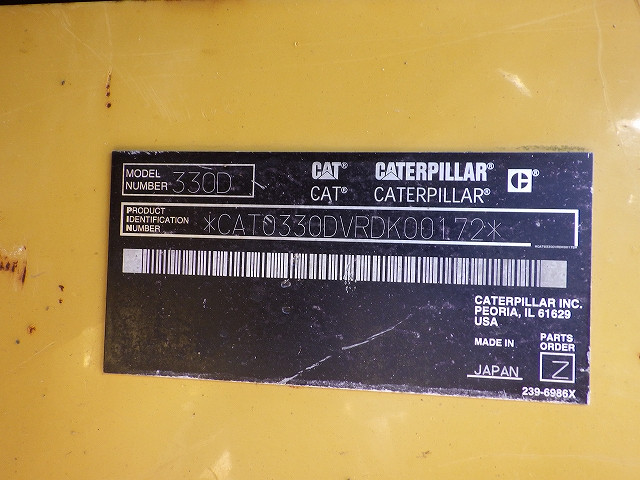 MODEL NUMBER 330D
CAT® CATERPILLAR® C
CAT® CATERPILLAR®
PRODUCT IDENTIFICATION NUMBER *CAT0330DVRDK00172*
CATERPILLAR INC.
PEORIA, IL 61629
USA
MADE IN JAPAN
PARTS ORDER Z
239-6986X